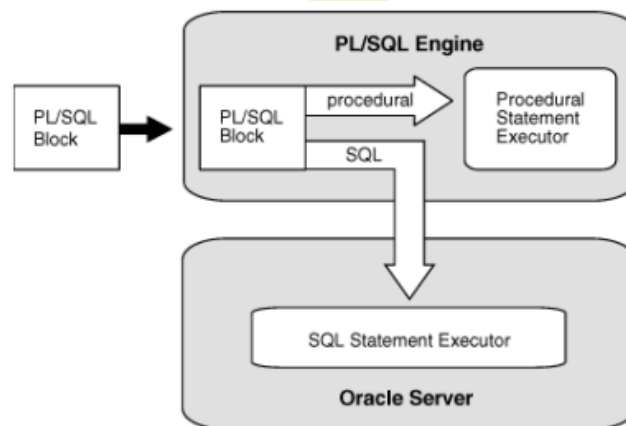 PL/SQL Engine
PL/SQL
Block
PL/SQL
Block
procedural
SQL
Procedural
Statement
Executor
SQL Statement Executor
Oracle Server